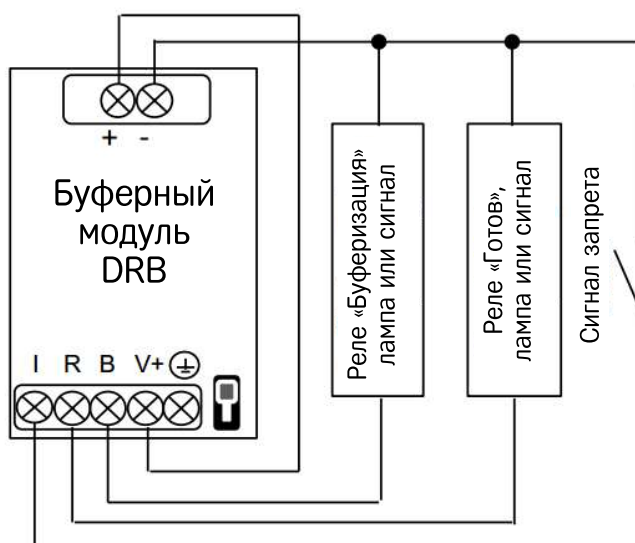 + -
Буферный
модуль
DRB
I R B V+
Реле «Буферизация»
лампа или сигнал
Реле «Готов»,
лампа или сигнал
Сигнал запрета